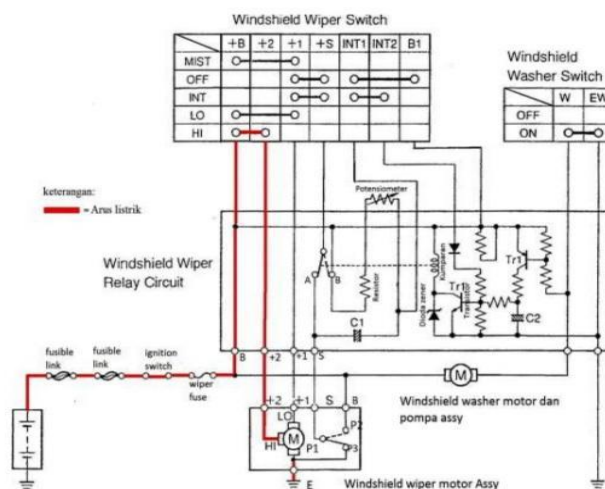 Windshield Wiper Switch
+B +2 +1 +S INT1 INT2 B1
MIST
OFF
INT
LO
HI
Windshield
Washer Switch
W EW
OFF
ON
keterangan:
= Arus listrik
Potensiometer
Windshield Wiper
Relay Circuit
A B
Resistor
Kumparan
Tr1
Tr1
Transistor
Dioda zener
C1
C2
B +2 +1 S
fusible
link
fusible
link
ignition
switch
wiper
fuse
M
Windshield washer motor dan
pompa assy
+2 +1 S B
LO
HI M
P1
P2
P3
E
Windshield wiper motor Assy